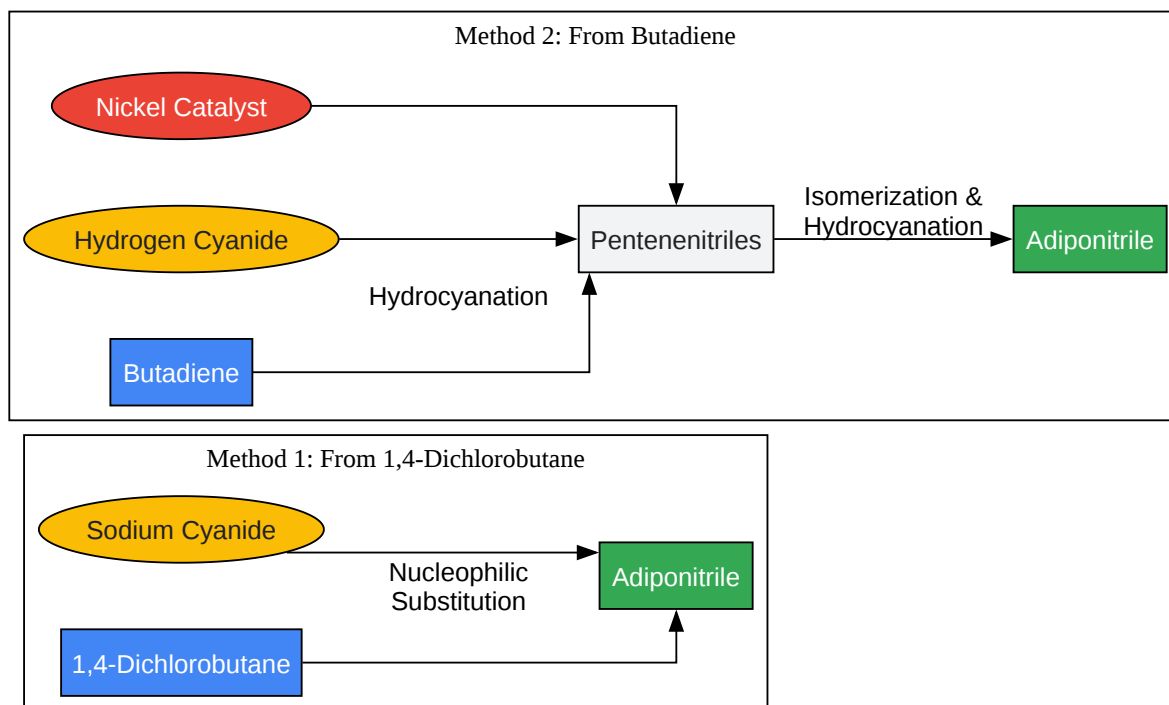 Method 2: From Butadiene
Nickel Catalyst
Isomerization &
Hydrocyanation
Hydrogen Cyanide
Pentenenitriles
Adiponitrile
Hydrocyanation
Butadiene
Method 1: From 1,4-Dichlorobutane
Sodium Cyanide
Nucleophilic
Substitution
Adiponitrile
1,4-Dichlorobutane